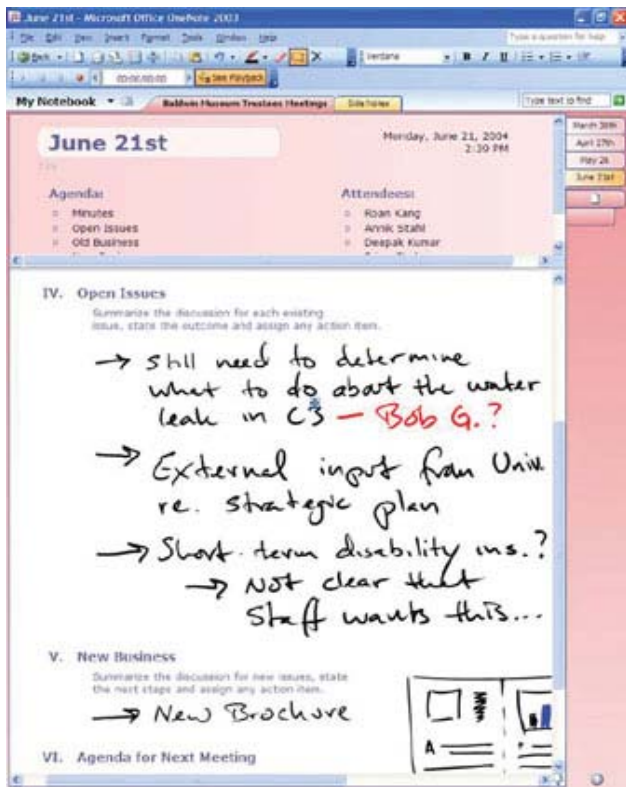 June 21st - Microsoft Office OneNote 2003
File Edit View Insert Format Tools Window Help
Type a question for help
Back
Verdana
B I U
00:00:00/00:00
See Playback
My Notebook
Baldwin Museum Trustees Meetings
Side Notes
Type text to find
March 30th
April 27th
May 26
June 21st
June 21st
Monday, June 21, 2004
2:30 PM
Agenda:
Minutes
Open Issues
Old Business
Attendees:
Roan Kang
Annik Stahl
Deepak Kumar
IV. Open Issues
Summarize the discussion for each existing
issue, state the outcome and assign any action item.
→ Still need to determine
what to do about the water
leak in C3 — Bob G.?
→ External input from Univ.
re. strategic plan
→ Short-term disability ins.?
→ Not clear that
Staff wants this...
V. New Business
Summarize the discussion for new issues, state
the next steps and assign any action item.
→ New Brochure
A
VI. Agenda for Next Meeting